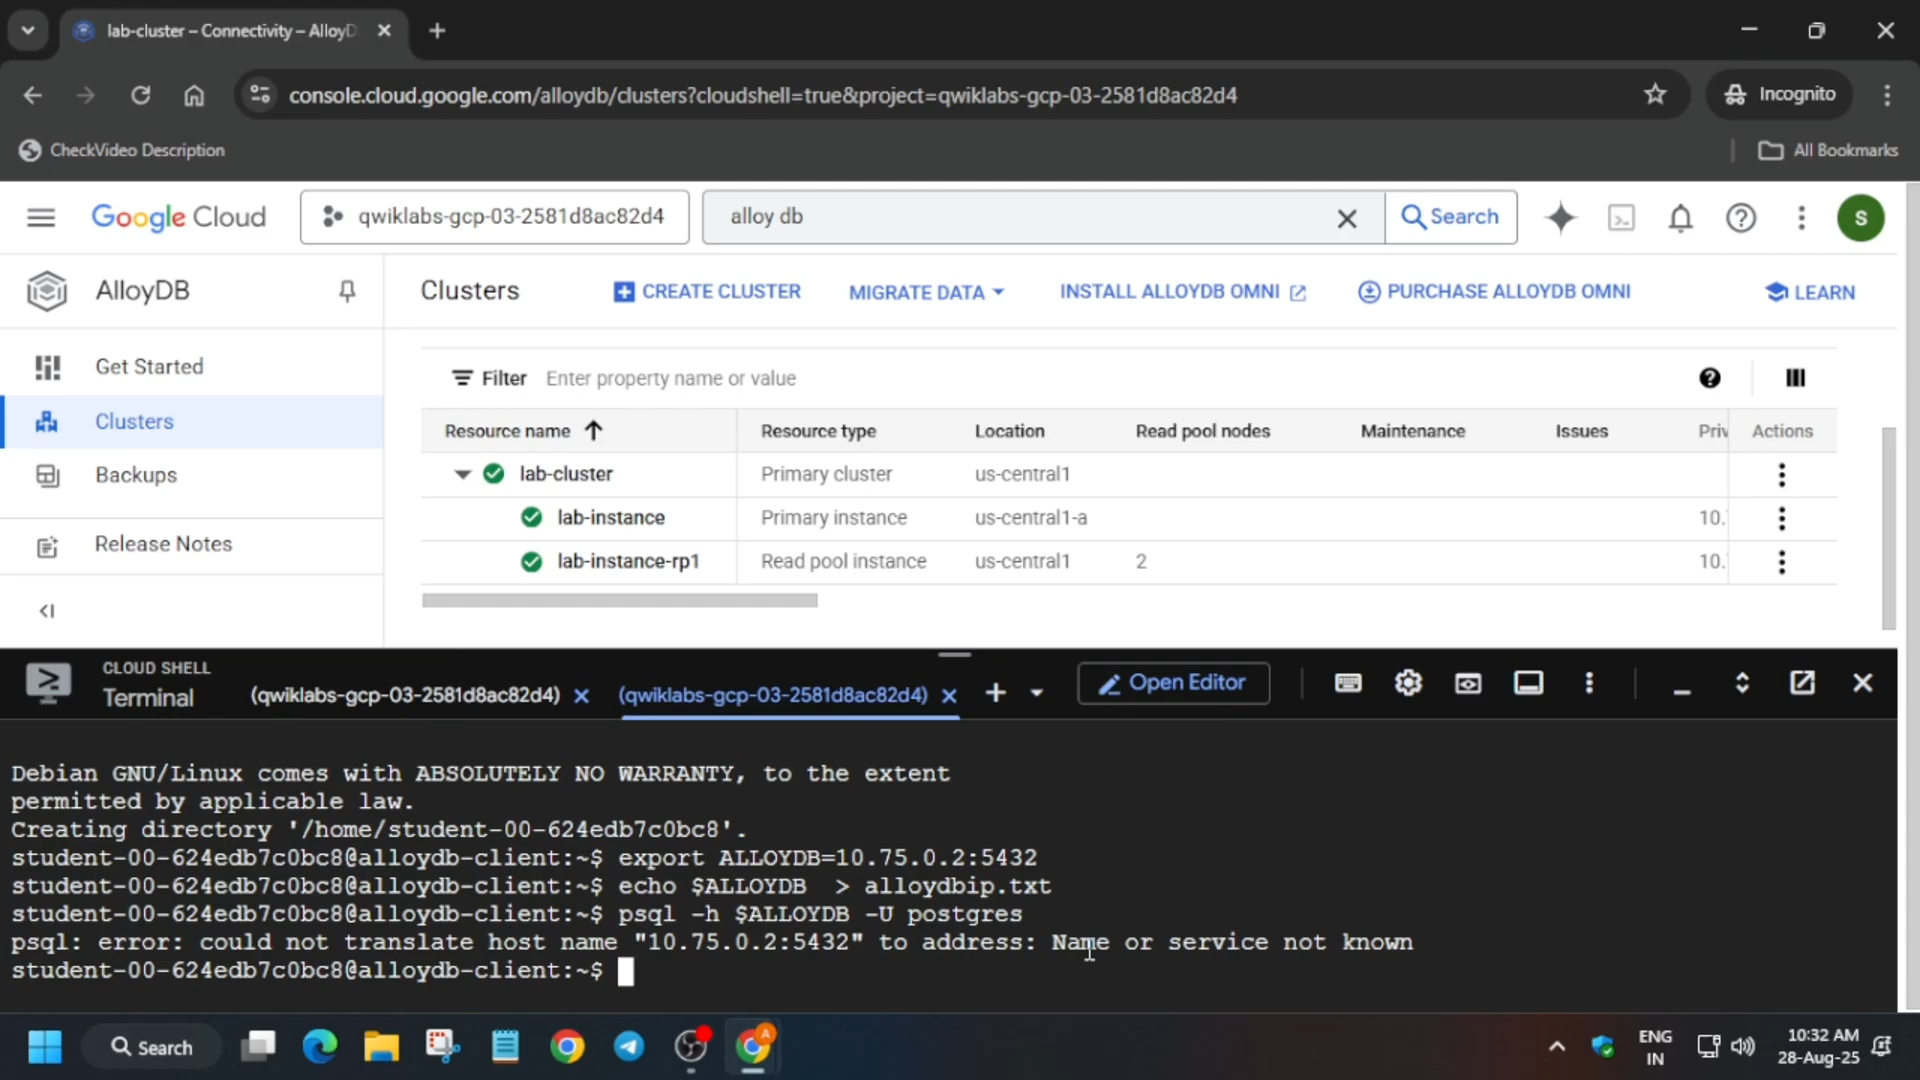 lab-cluster – Connectivity – AlloyD
console.cloud.google.com/alloydb/clusters?cloudshell=true&project=qwiklabs-gcp-03-2581d8ac82d4
Incognito
CheckVideo Description
All Bookmarks
Google Cloud
qwiklabs-gcp-03-2581d8ac82d4
alloy db
Search
S
AlloyDB
Clusters
CREATE CLUSTER
MIGRATE DATA
INSTALL ALLOYDB OMNI
PURCHASE ALLOYDB OMNI
LEARN
Get Started
Clusters
Backups
Release Notes
Filter Enter property name or value
Resource name Resource type Location Read pool nodes Maintenance Issues Priv Actions
lab-cluster Primary cluster us-central1
lab-instance Primary instance us-central1-a 10.
lab-instance-rp1 Read pool instance us-central1 2 10.
CLOUD SHELL
Terminal
(qwiklabs-gcp-03-2581d8ac82d4)
(qwiklabs-gcp-03-2581d8ac82d4)
Open Editor
Debian GNU/Linux comes with ABSOLUTELY NO WARRANTY, to the extent
permitted by applicable law.
Creating directory '/home/student-00-624edb7c0bc8'.
student-00-624edb7c0bc8@alloydb-client:~$ export ALLOYDB=10.75.0.2:5432
student-00-624edb7c0bc8@alloydb-client:~$ echo $ALLOYDB  > alloydbip.txt
student-00-624edb7c0bc8@alloydb-client:~$ psql -h $ALLOYDB -U postgres
psql: error: could not translate host name "10.75.0.2:5432" to address: Name or service not known
student-00-624edb7c0bc8@alloydb-client:~$
Search
A
ENG
IN
10:32 AM
28-Aug-25